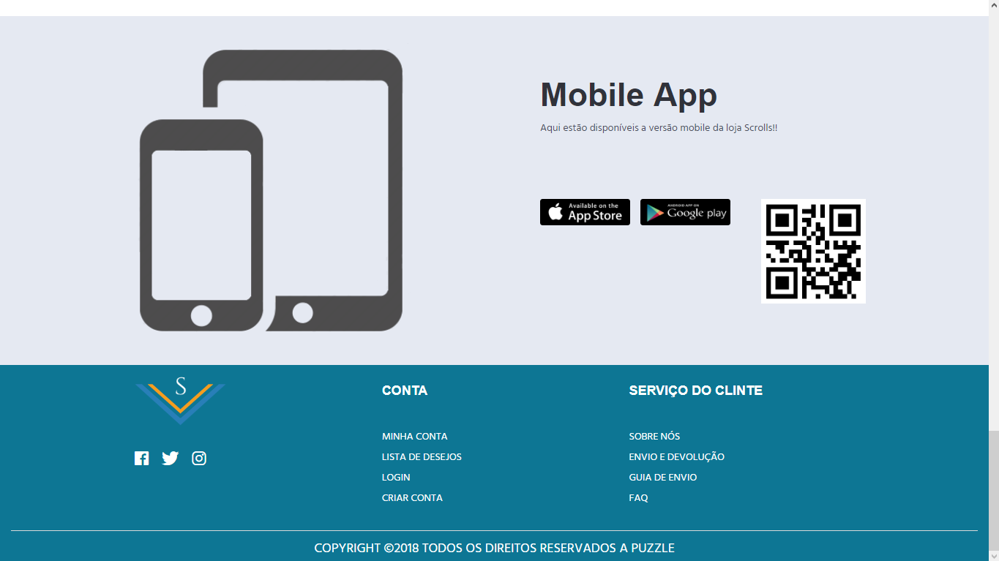 Mobile App
Aqui estão disponíveis a versão mobile da loja Scrolls!!
Available on the
App Store
ANDROID APP ON
Google play
S
CONTA
MINHA CONTA
LISTA DE DESEJOS
LOGIN
CRIAR CONTA
SERVIÇO DO CLINTE
SOBRE NÓS
ENVIO E DEVOLUÇÃO
GUIA DE ENVIO
FAQ
COPYRIGHT ©2018 TODOS OS DIREITOS RESERVADOS A PUZZLE